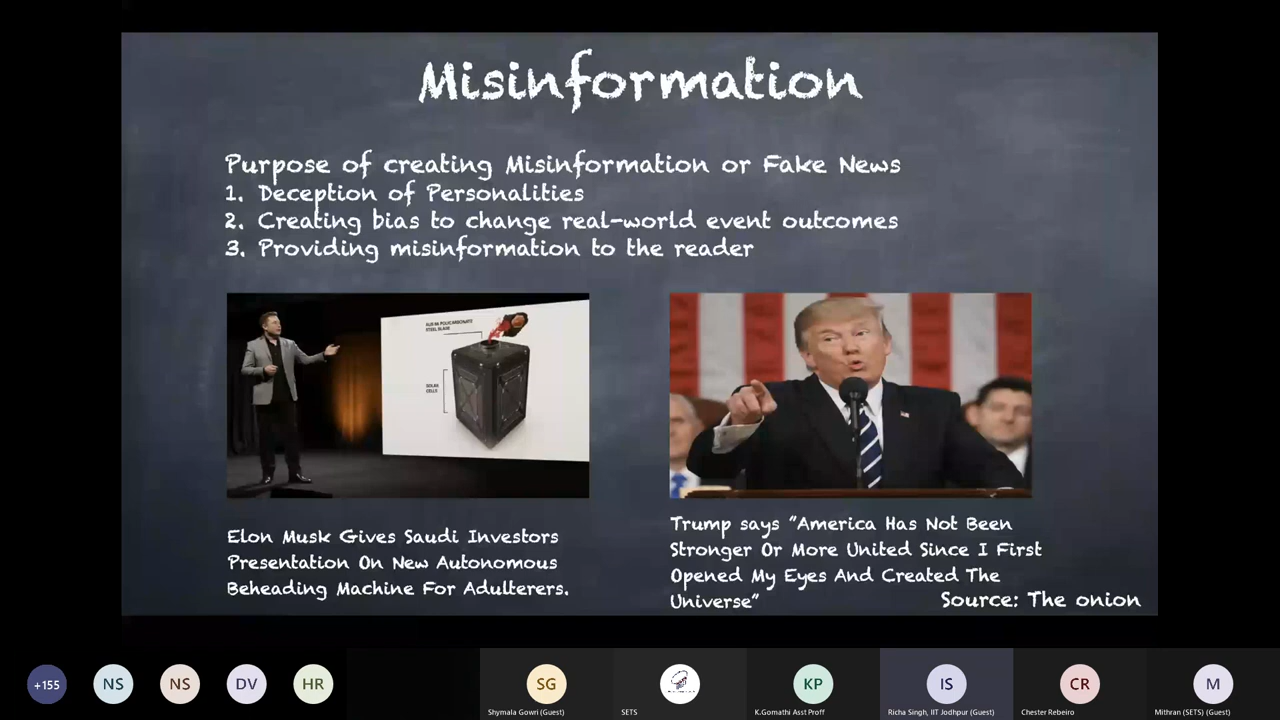 Misinformation
Purpose of creating Misinformation or Fake News
1. Deception of Personalities
2. Creating bias to change real-world event outcomes
3. Providing misinformation to the reader
SOLAR
CELLS
Elon Musk Gives Saudi Investors
Presentation On New Autonomous
Beheading Machine For Adulterers.
Trump says "America Has Not Been
Stronger Or More United Since I First
Opened My Eyes And Created The
Universe"
Source: The onion
+155
NS
NS
DV
HR
SG
Shymala Gowri (Guest)
SETS
KP
K.Gomathi Asst Proff
IS
Richa Singh, IIT Jodhpur (Guest)
CR
Chester Rebeiro
M
Mithran (SETS) (Guest)